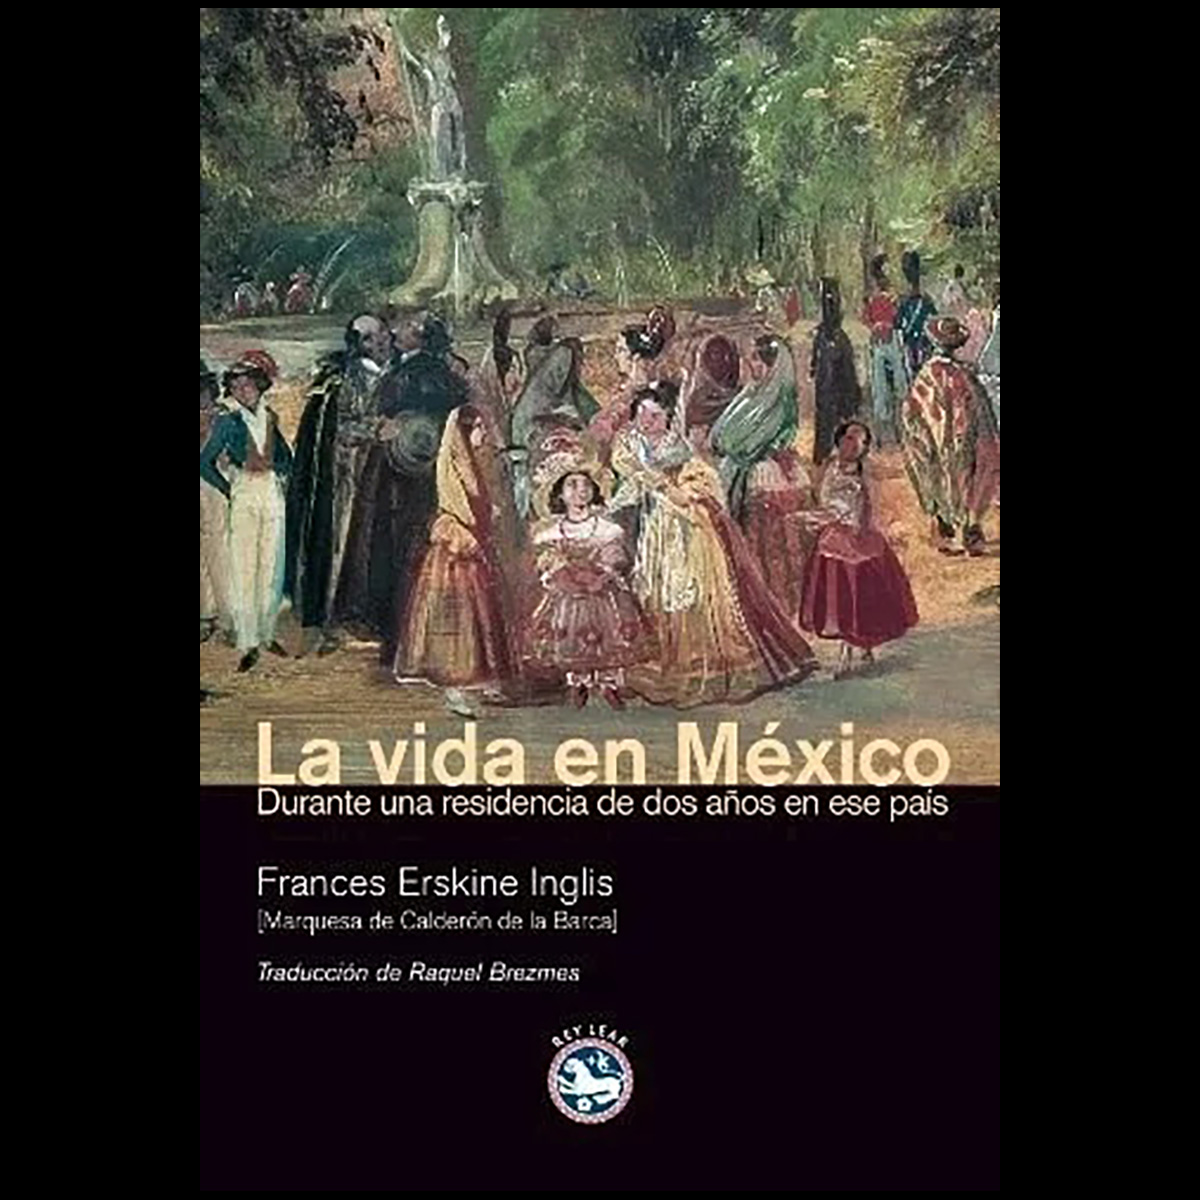 La vida en México
Durante una residencia de dos años en ese país
Frances Erskine Inglis
[Marquesa de Calderón de la Barca]
Traducción de Raquel Brezmes
REY LEAR